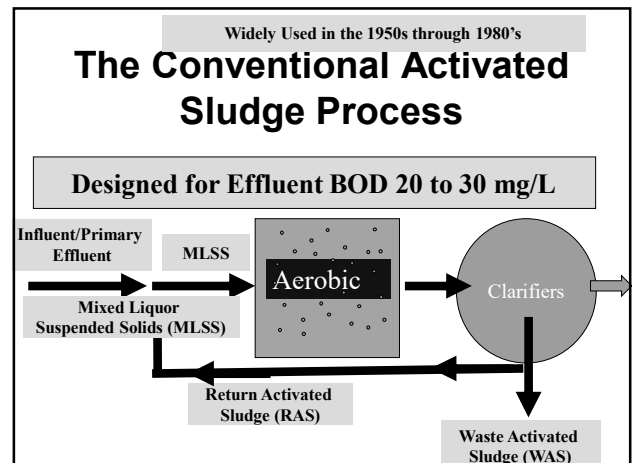 Widely Used in the 1950s through 1980's
The Conventional Activated
Sludge Process
Designed for Effluent BOD 20 to 30 mg/L
Influent/Primary
Effluent
MLSS
Aerobic
Clarifiers
Mixed Liquor
Suspended Solids (MLSS)
Return Activated
Sludge (RAS)
Waste Activated
Sludge (WAS)